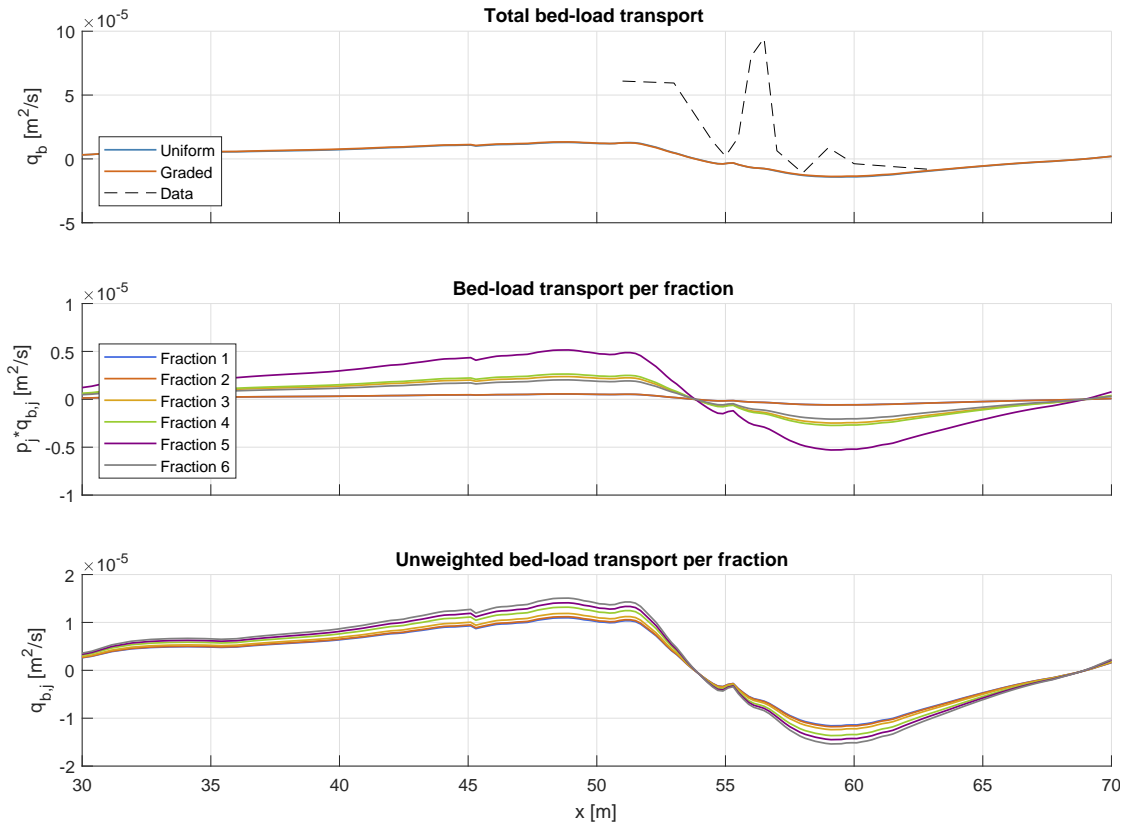 Total bed-load transport
×10^-5
10
5
0
-5
q_b [m^2/s]
Uniform
Graded
Data
Bed-load transport per fraction
×10^-5
1
0.5
0
-0.5
-1
p_j*q_b,j [m^2/s]
Fraction 1
Fraction 2
Fraction 3
Fraction 4
Fraction 5
Fraction 6
Unweighted bed-load transport per fraction
×10^-5
2
1
0
-1
-2
q_b,j [m^2/s]
30 35 40 45 50 55 60 65 70
x [m]